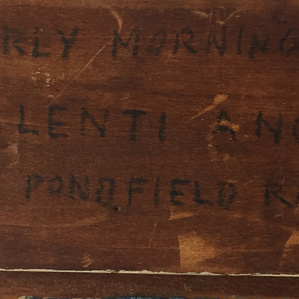 RLY MORNING
LENTI AN
PONDFIELD R